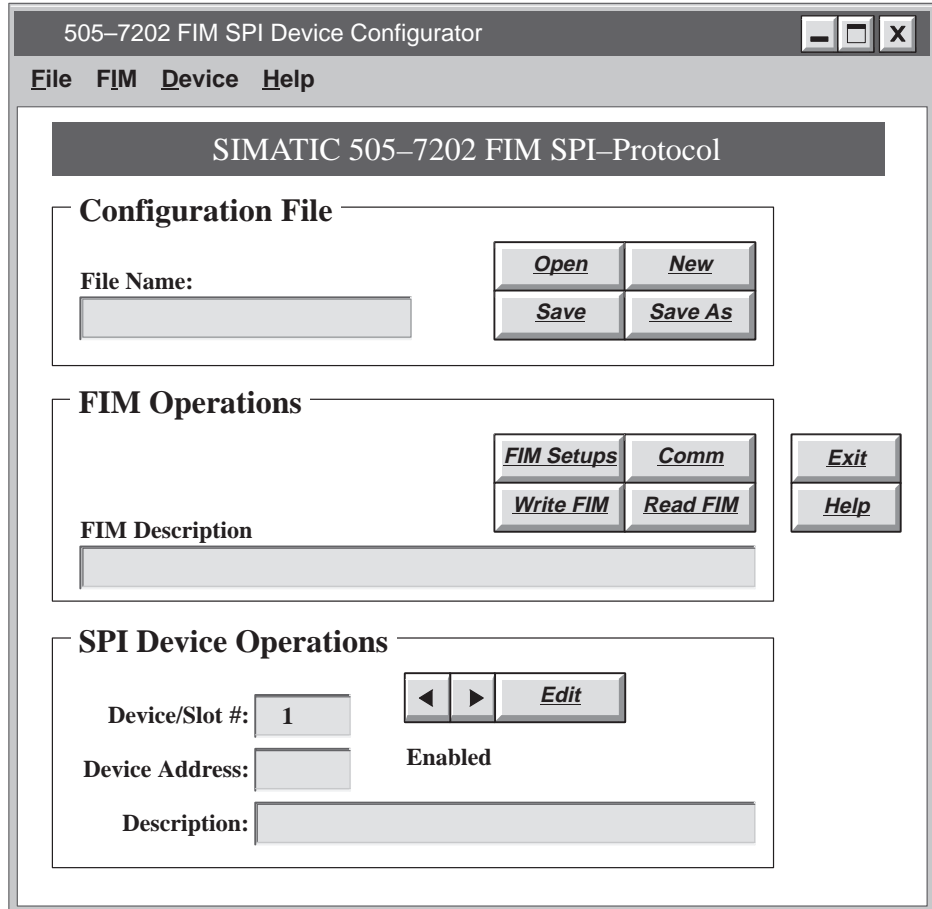 505–7202 FIM SPI Device Configurator
File FIM Device Help
SIMATIC 505–7202 FIM SPI–Protocol
Configuration File
File Name:
Open New
Save Save As
FIM Operations
FIM Setups Comm
Write FIM Read FIM
Exit
Help
FIM Description
SPI Device Operations
Device/Slot #: 1
Edit
Enabled
Device Address:
Description: